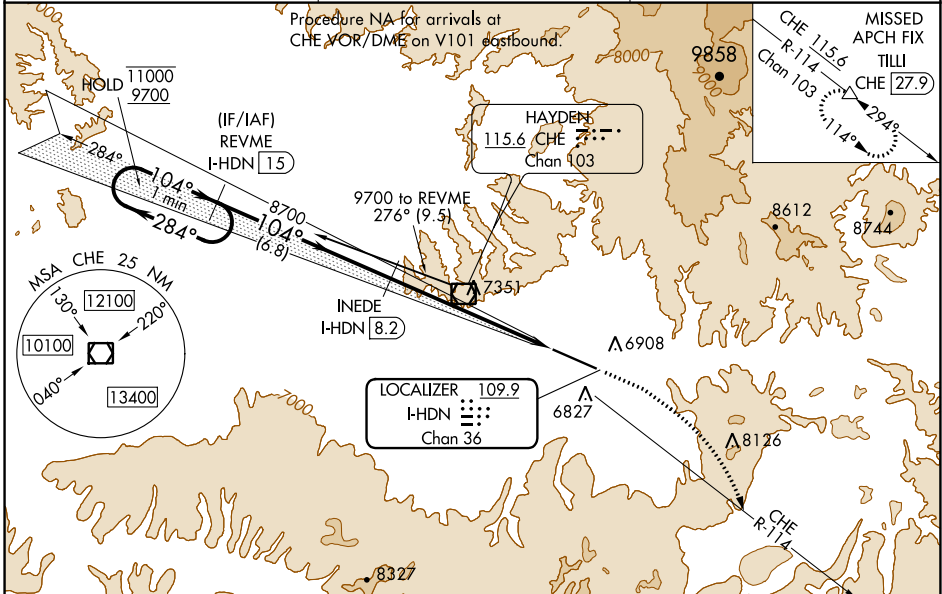 Procedure NA for arrivals at
CHE VOR/DME on V101 eastbound.
8000
9000
9858
MISSED
APCH FIX
TILLI
CHE 27.9
CHE 115.6
R-114
Chan 103
294°
114°
HOLD
11000
9700
(IF/IAF)
REVME
I-HDN 15
HAYDEN
115.6 CHE
Chan 103
284°
104°
1 min
284°
8700
104°
(6.8)
9700 to REVME
276° (9.5)
8612
8744
7351
INEDE
I-HDN 8.2
MSA CHE 25 NM
130°
12100
220°
10100
040°
13400
6908
LOCALIZER 109.9
I-HDN
Chan 36
6827
7000
8126
CHE
R-114
8327